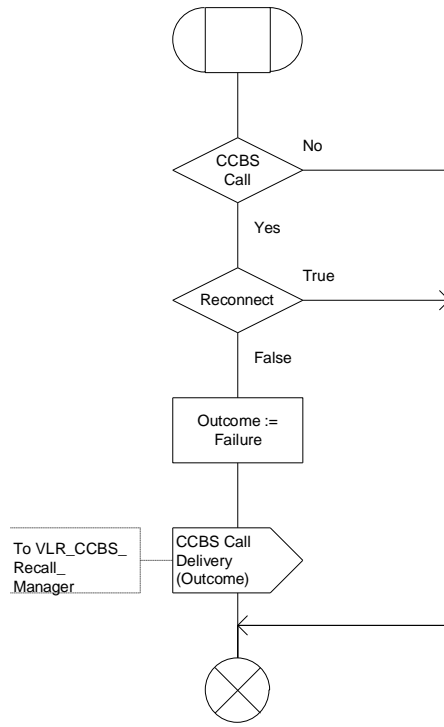 No
CCBS
Call
Yes
True
Reconnect
False
Outcome :=
Failure
To VLR_CCBS_
Recall_
Manager
CCBS Call
Delivery
(Outcome)